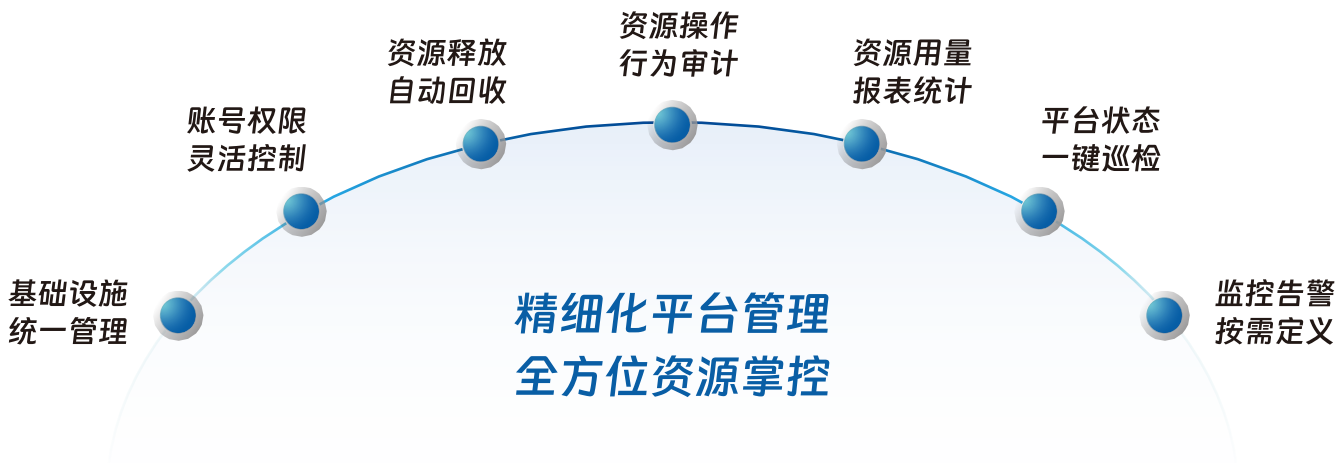 基础设施
统一管理
账号权限
灵活控制
资源释放
自动回收
资源操作
行为审计
资源用量
报表统计
平台状态
一键巡检
监控告警
按需定义
精细化平台管理
全方位资源掌控